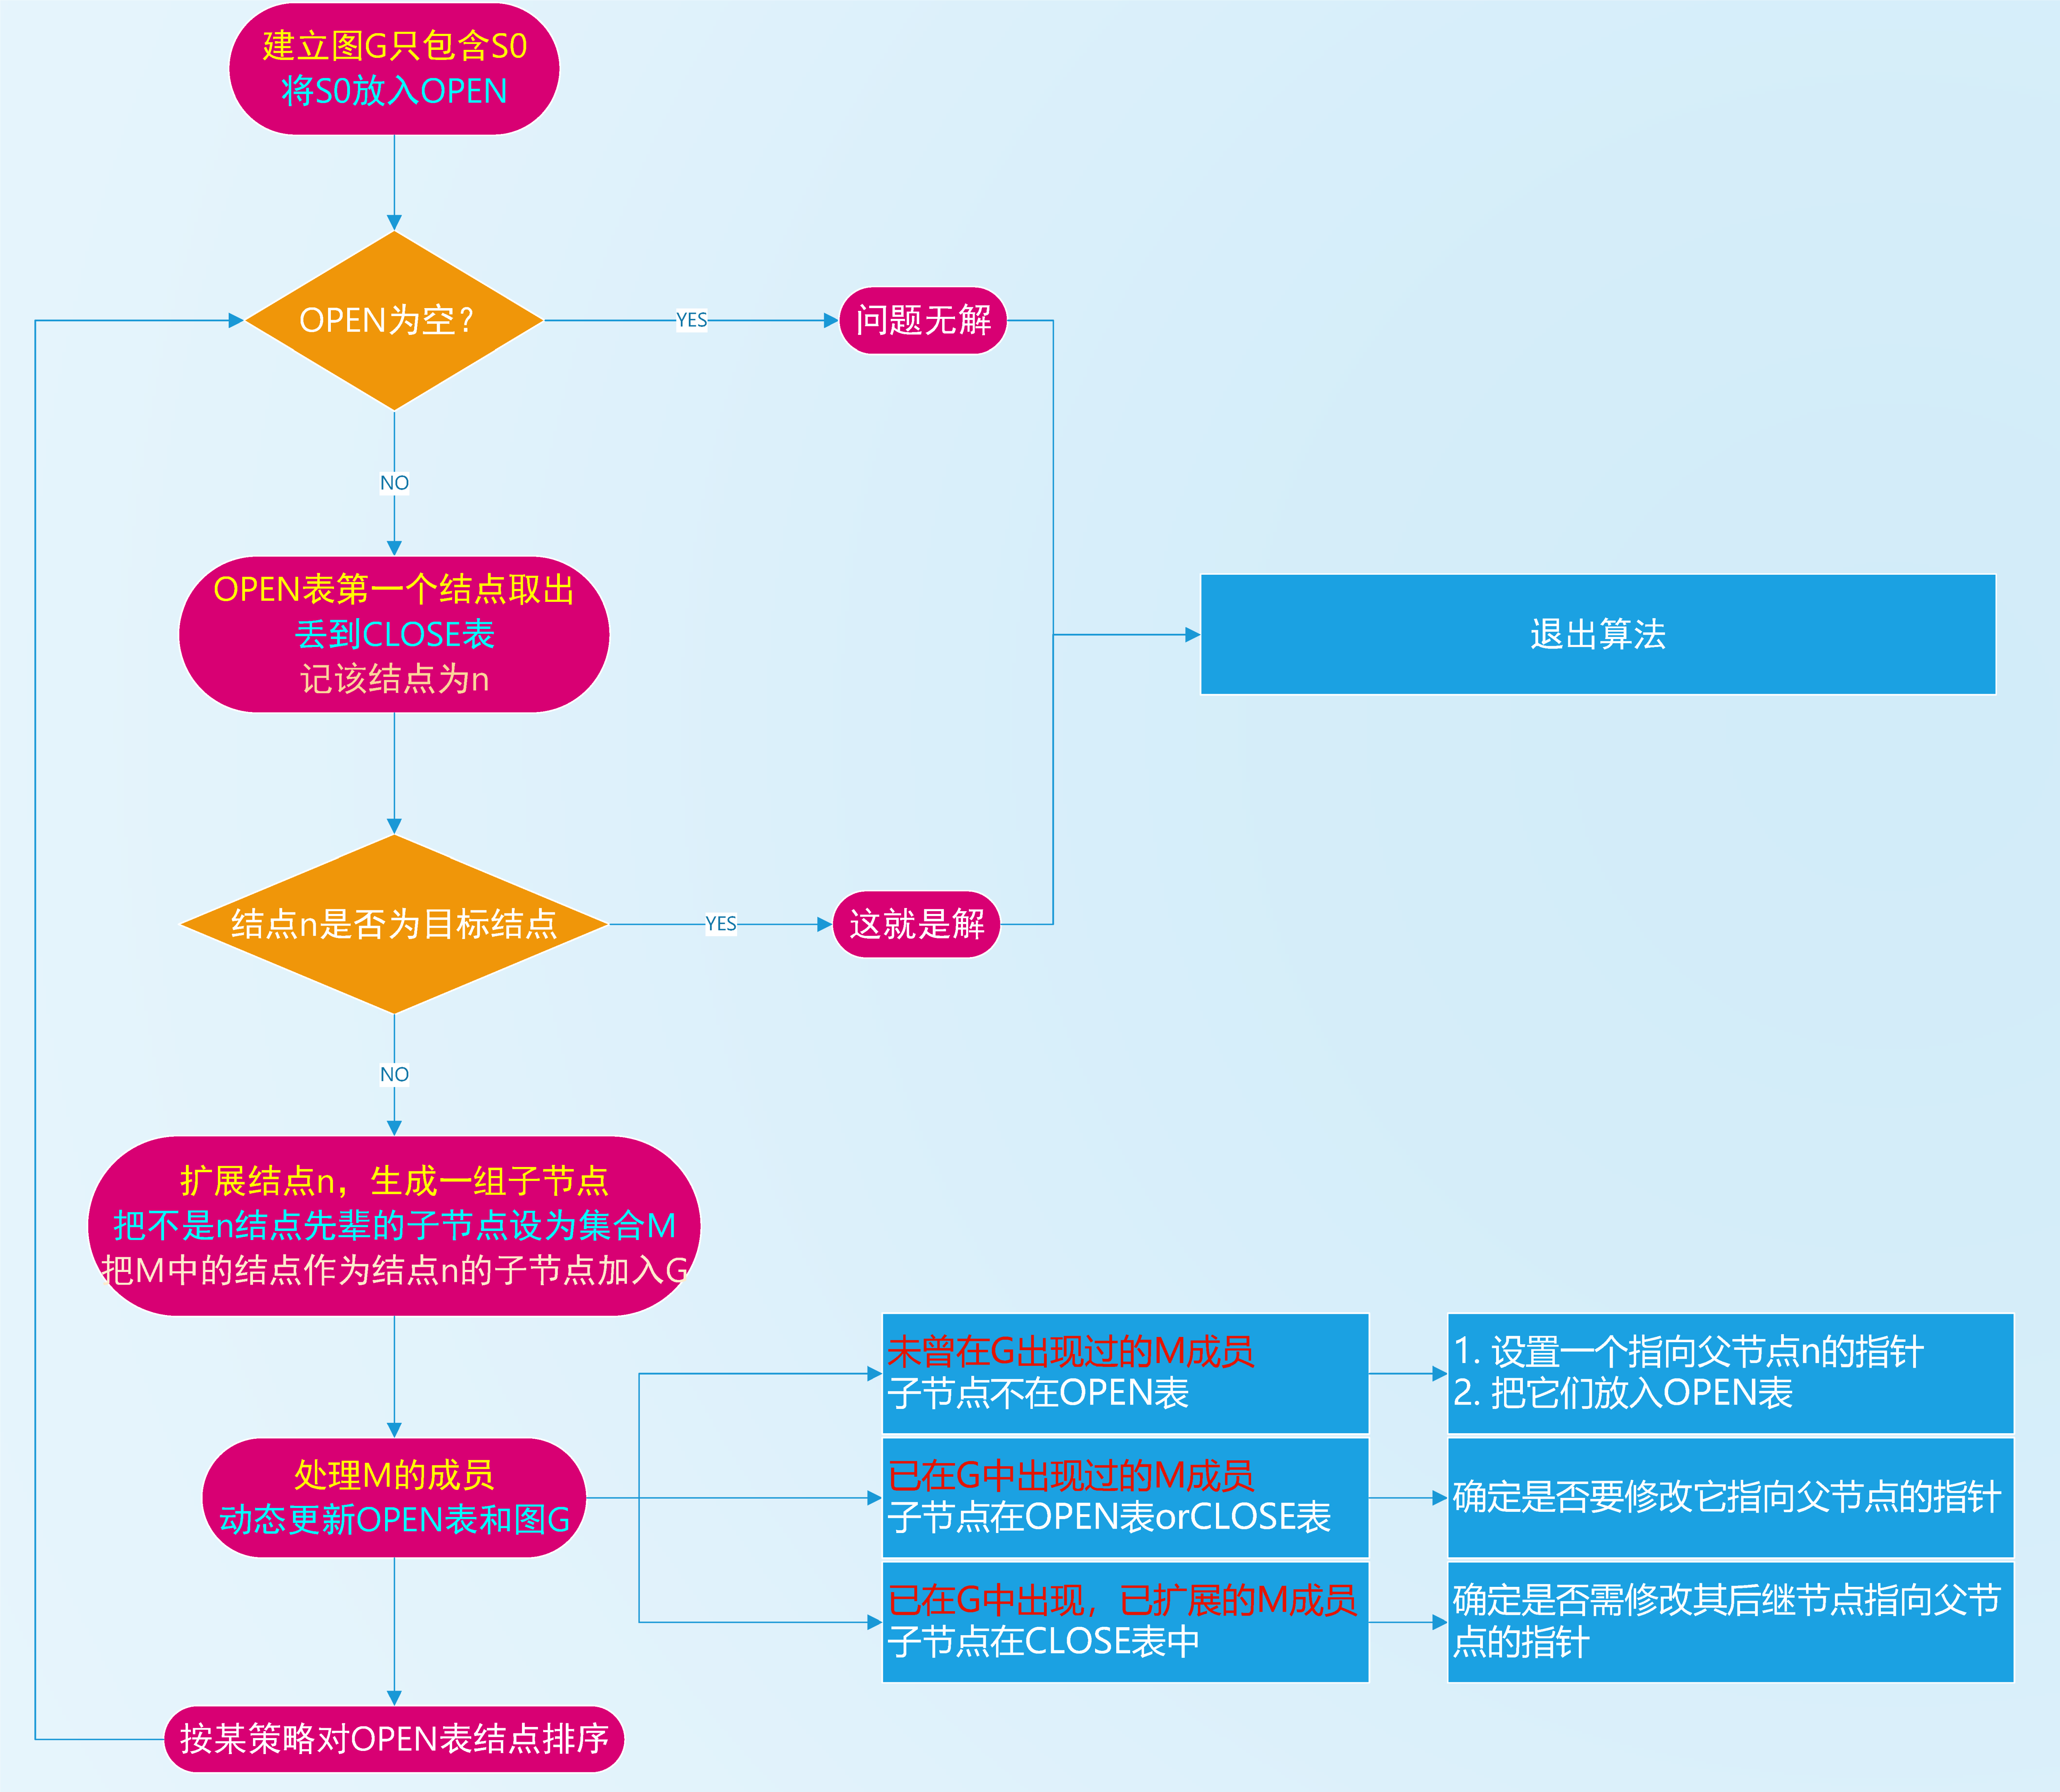 建立图G只包含S0
将S0放入OPEN
OPEN为空?
YES
问题无解
NO
OPEN表第一个结点取出
丢到CLOSE表
记该结点为n
退出算法
结点n是否为目标结点
YES
这就是解
NO
扩展结点n，生成一组子节点
把不是n结点先辈的子节点设为集合M
把M中的结点作为结点n的子节点加入G
处理M的成员
动态更新OPEN表和图G
未曾在G出现过的M成员
子节点不在OPEN表
1. 设置一个指向父节点n的指针
2. 把它们放入OPEN表
已在G中出现过的M成员
子节点在OPEN表orCLOSE表
确定是否要修改它指向父节点的指针
已在G中出现，已扩展的M成员
子节点在CLOSE表中
确定是否需修改其后继节点指向父节
点的指针
按某策略对OPEN表结点排序